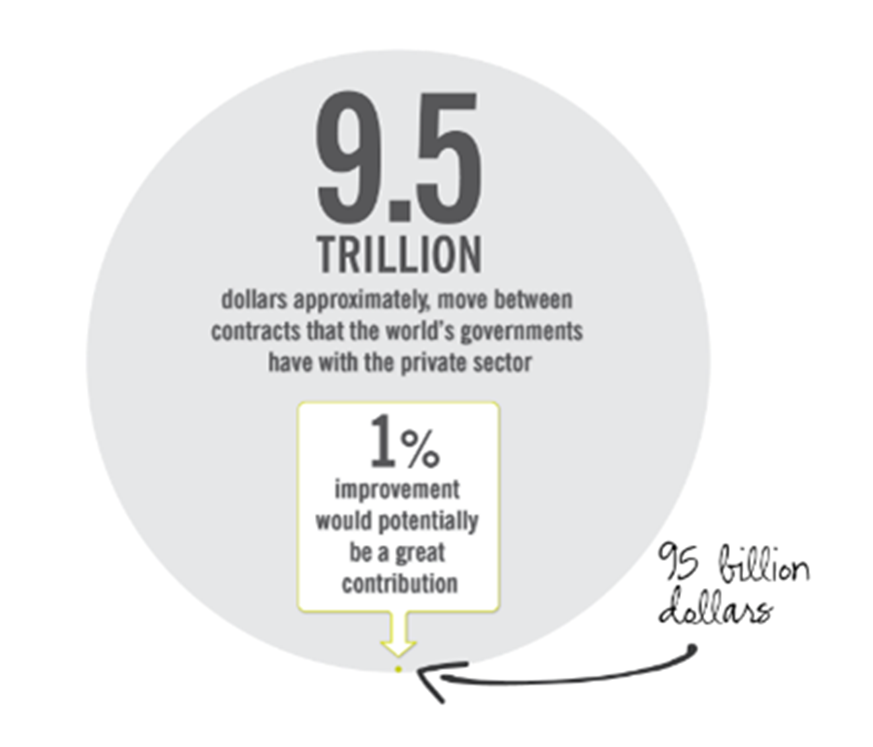 9.5
TRILLION
dollars approximately, move between
contracts that the world's governments
have with the private sector
1%
improvement
would potentially
be a great
contribution
95 billion
dollars